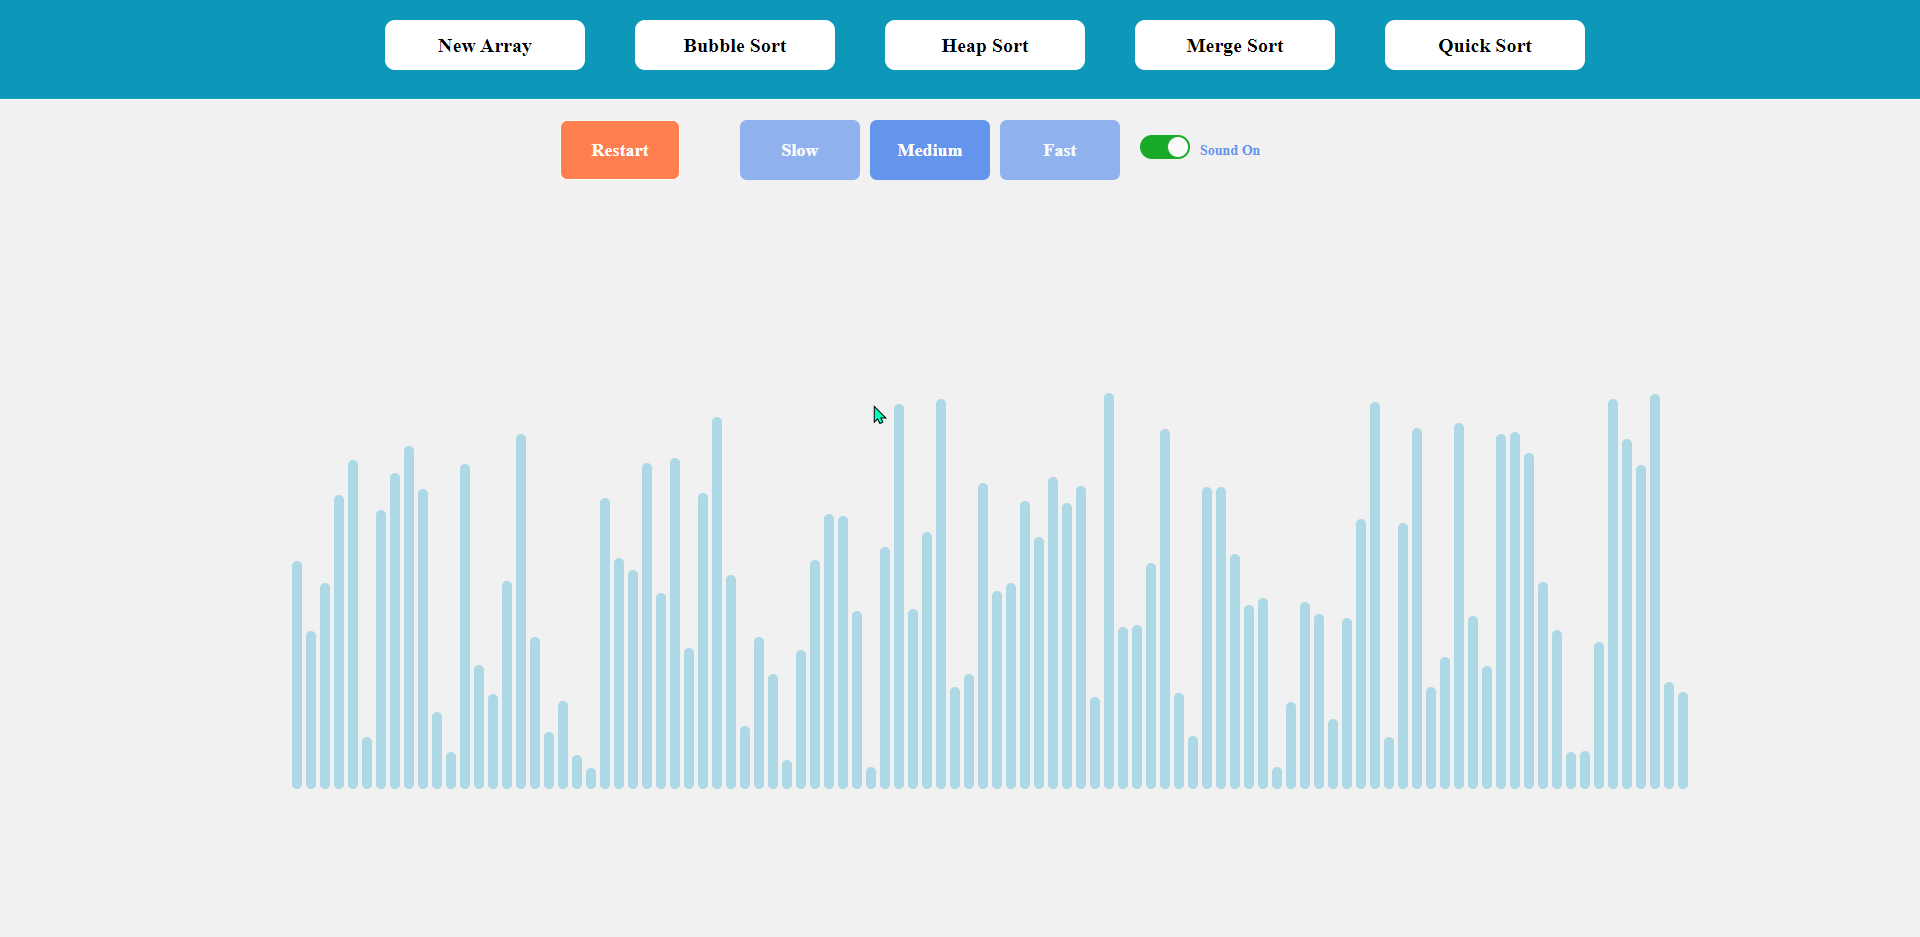 New Array
Bubble Sort
Heap Sort
Merge Sort
Quick Sort
Restart
Slow
Medium
Fast
Sound On